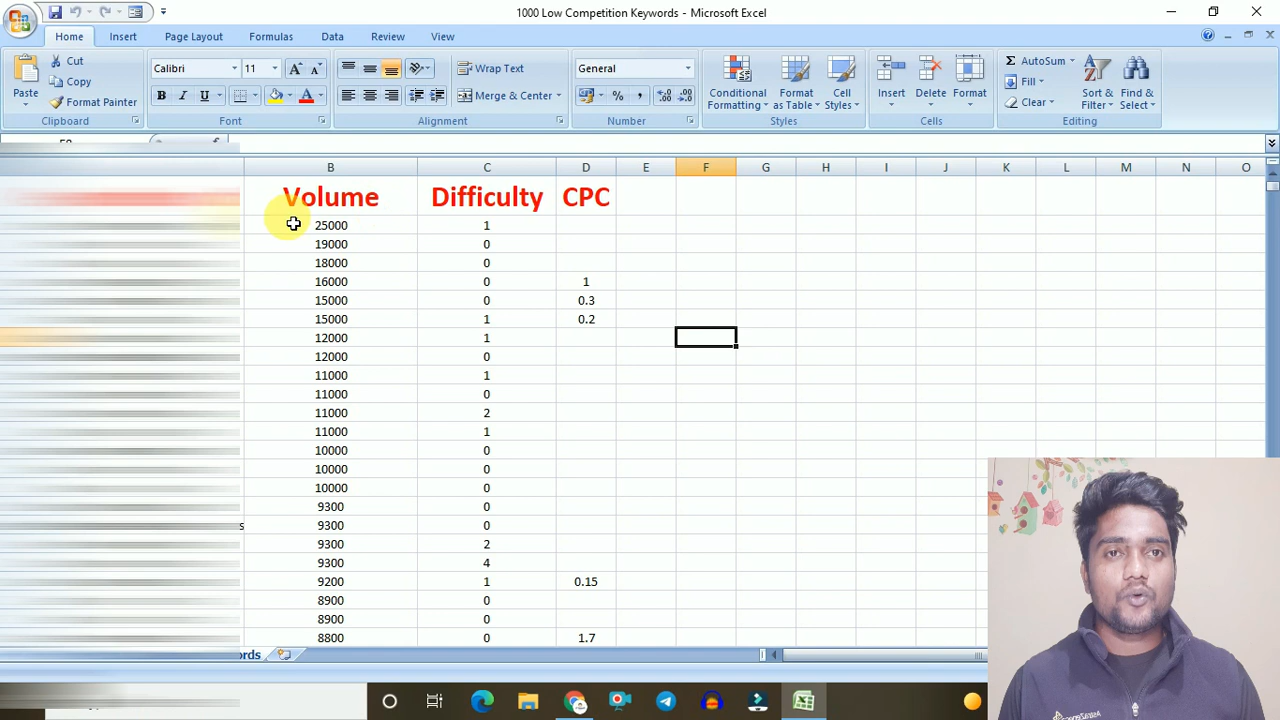 1000 Low Competition Keywords - Microsoft Excel
Home Insert Page Layout Formulas Data Review View
Paste Cut Copy Format Painter Clipboard
Calibri 11 B I U A A A Font
Wrap Text Merge & Center Alignment
General % , Number
Conditional Formatting Format as Table Cell Styles Styles
Insert Delete Format Cells
Σ AutoSum Fill Clear Sort & Filter Find & Select Editing
B C D E F G H I J K L M N O
Volume Difficulty CPC
25000 1
19000 0
18000 0
16000 0 1
15000 0 0.3
15000 1 0.2
12000 1
12000 0
11000 1
11000 0
11000 2
11000 1
10000 0
10000 0
10000 0
9300 0
s 9300 0
9300 2
9300 4
9200 1 0.15
8900 0
8900 0
8800 0 1.7
ords